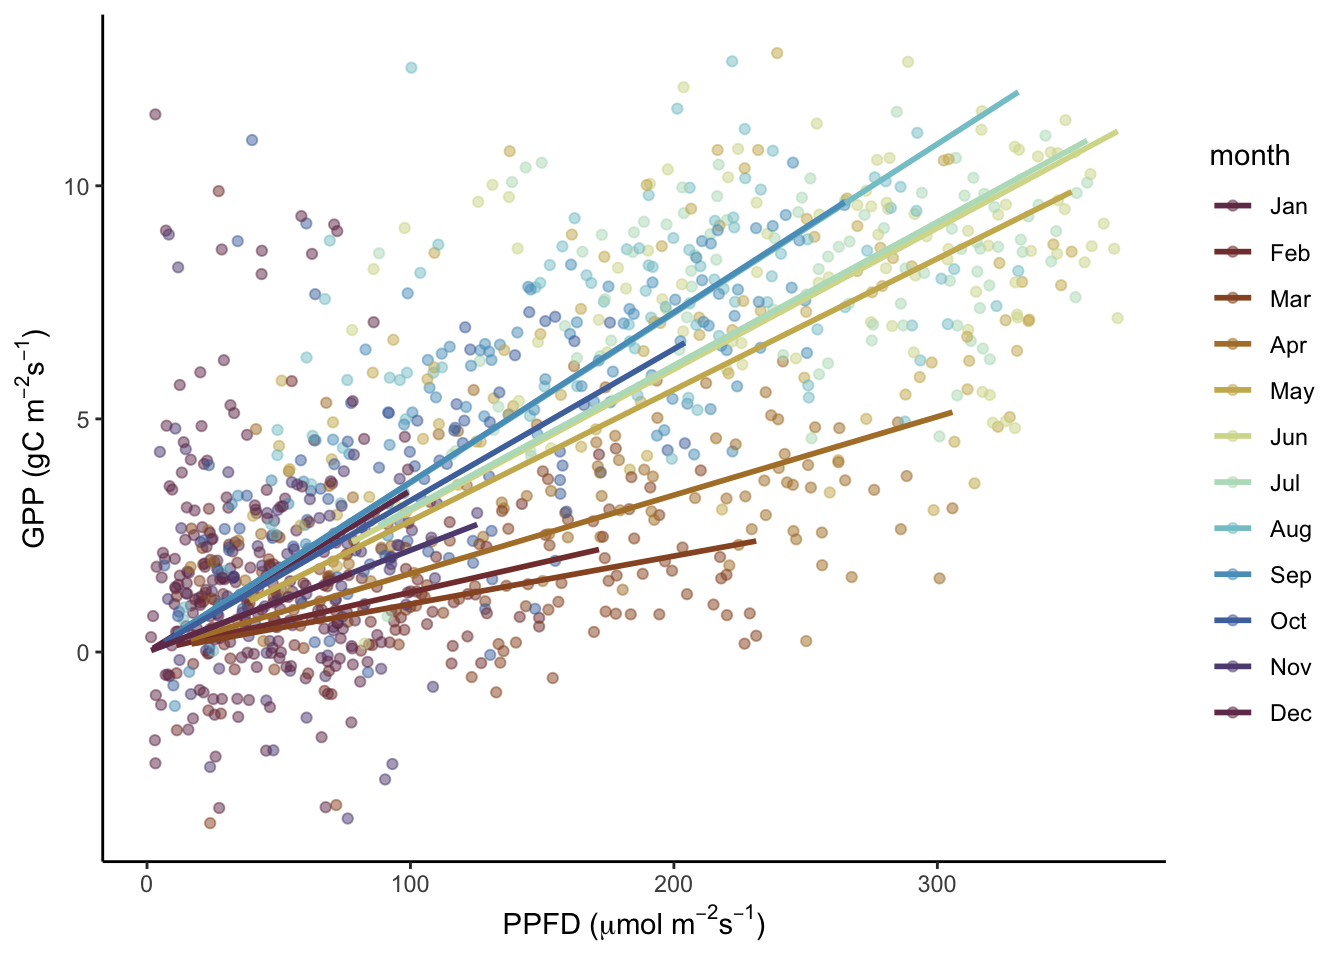 10
5
0
0 100 200 300
PPFD (μmol m⁻²s⁻¹)
GPP (gC m⁻²s⁻¹)
month
Jan
Feb
Mar
Apr
May
Jun
Jul
Aug
Sep
Oct
Nov
Dec